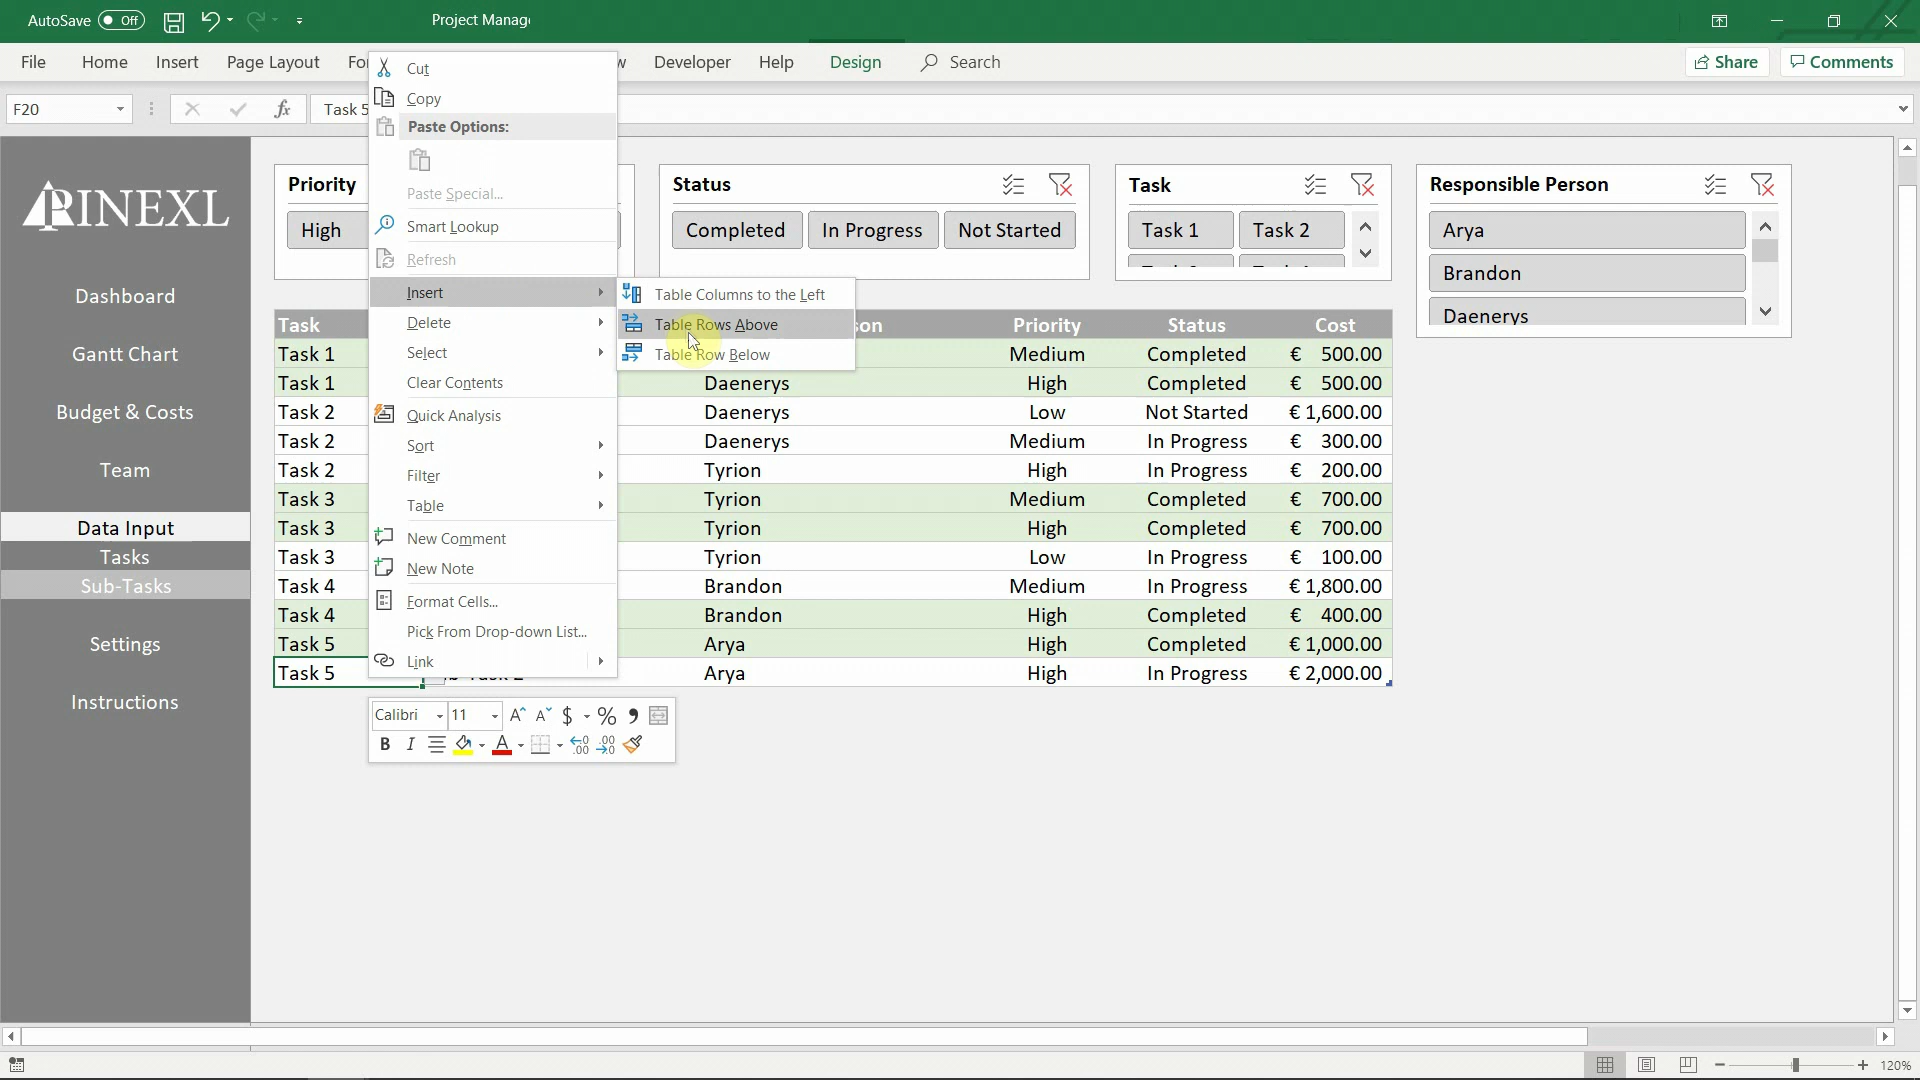 AutoSave Off Project Manag
File Home Insert Page Layout Fo w Developer Help Design Search Share Comments
F20 fx Task 5
Cut
Copy
Paste Options:
Paste Special...
Smart Lookup
Refresh
Insert
Delete
Select
Clear Contents
Quick Analysis
Sort
Filter
Table
New Comment
New Note
Format Cells...
Pick From Drop-down List...
Link
Table Columns to the Left
Table Rows Above
Table Row Below
Calibri 11 A A $ % ,
B I A
PINEXL
Dashboard
Gantt Chart
Budget & Costs
Team
Data Input
Tasks
Sub-Tasks
Settings
Instructions
Priority
High
Status
Completed In Progress Not Started
Task
Task 1 Task 2
Responsible Person
Arya
Brandon
Daenerys
Task son Priority Status Cost
Task 1 Medium Completed € 500.00
Task 1 Daenerys High Completed € 500.00
Task 2 Daenerys Low Not Started € 1,600.00
Task 2 Daenerys Medium In Progress € 300.00
Task 2 Tyrion High In Progress € 200.00
Task 3 Tyrion Medium Completed € 700.00
Task 3 Tyrion High Completed € 700.00
Task 3 Tyrion Low In Progress € 100.00
Task 4 Brandon Medium In Progress € 1,800.00
Task 4 Brandon High Completed € 400.00
Task 5 Arya High Completed € 1,000.00
Task 5 Arya High In Progress € 2,000.00
120%